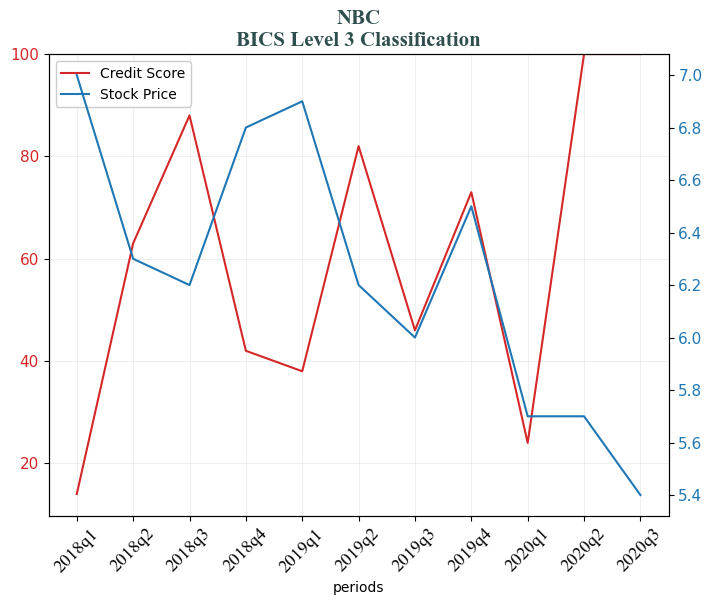 NBC
BICS Level 3 Classification
Credit Score
Stock Price
100
80
60
40
20
7.0
6.8
6.6
6.4
6.2
6.0
5.8
5.6
5.4
2018q1
2018q2
2018q3
2018q4
2019q1
2019q2
2019q3
2019q4
2020q1
2020q2
2020q3
periods